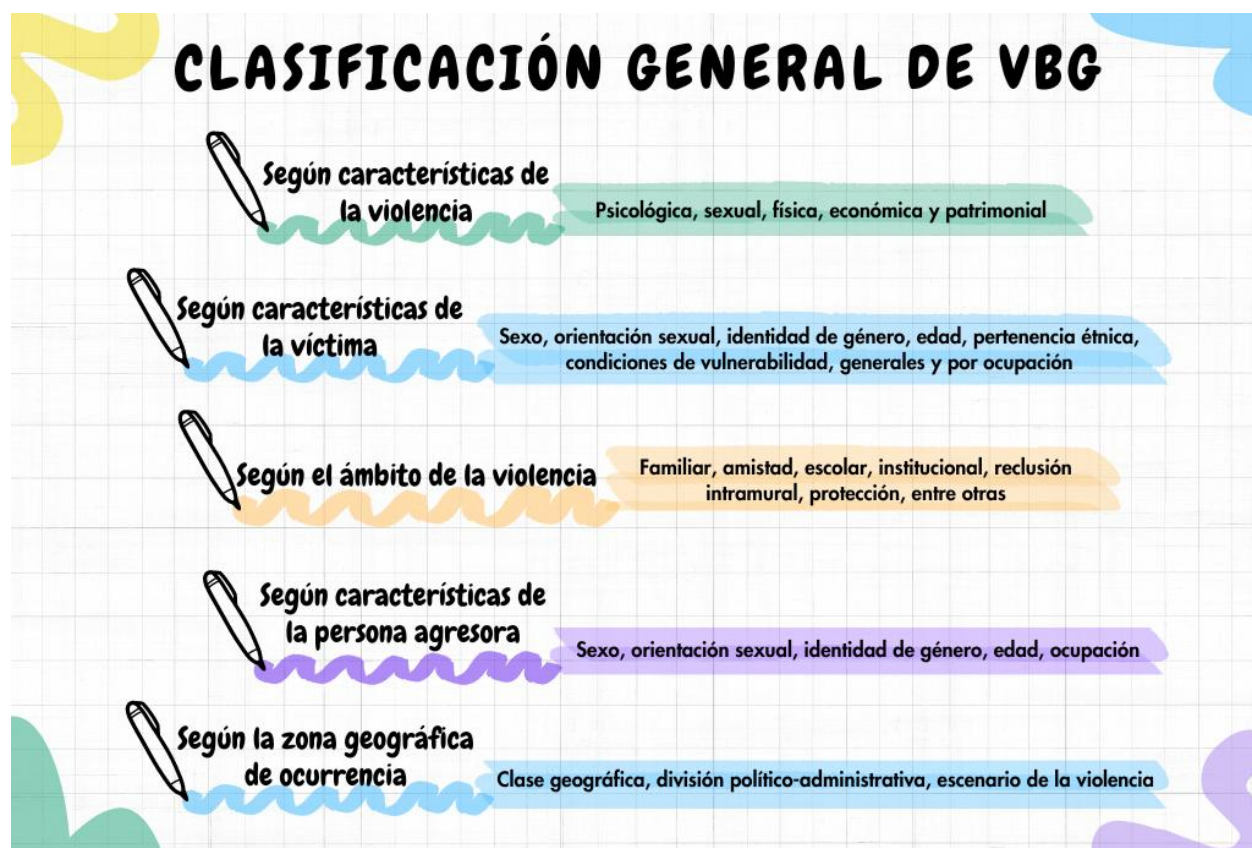 CLASIFICACIÓN GENERAL DE VBG
Según características de
la violencia
Psicológica, sexual, física, económica y patrimonial
Según características de
la víctima
Sexo, orientación sexual, identidad de género, edad, pertenencia étnica,
condiciones de vulnerabilidad, generales y por ocupación
Según el ámbito de la violencia
Familiar, amistad, escolar, institucional, reclusión
intramural, protección, entre otras
Según características de
la persona agresora
Sexo, orientación sexual, identidad de género, edad, ocupación
Según la zona geográfica
de ocurrencia
Clase geográfica, división político-administrativa, escenario de la violencia